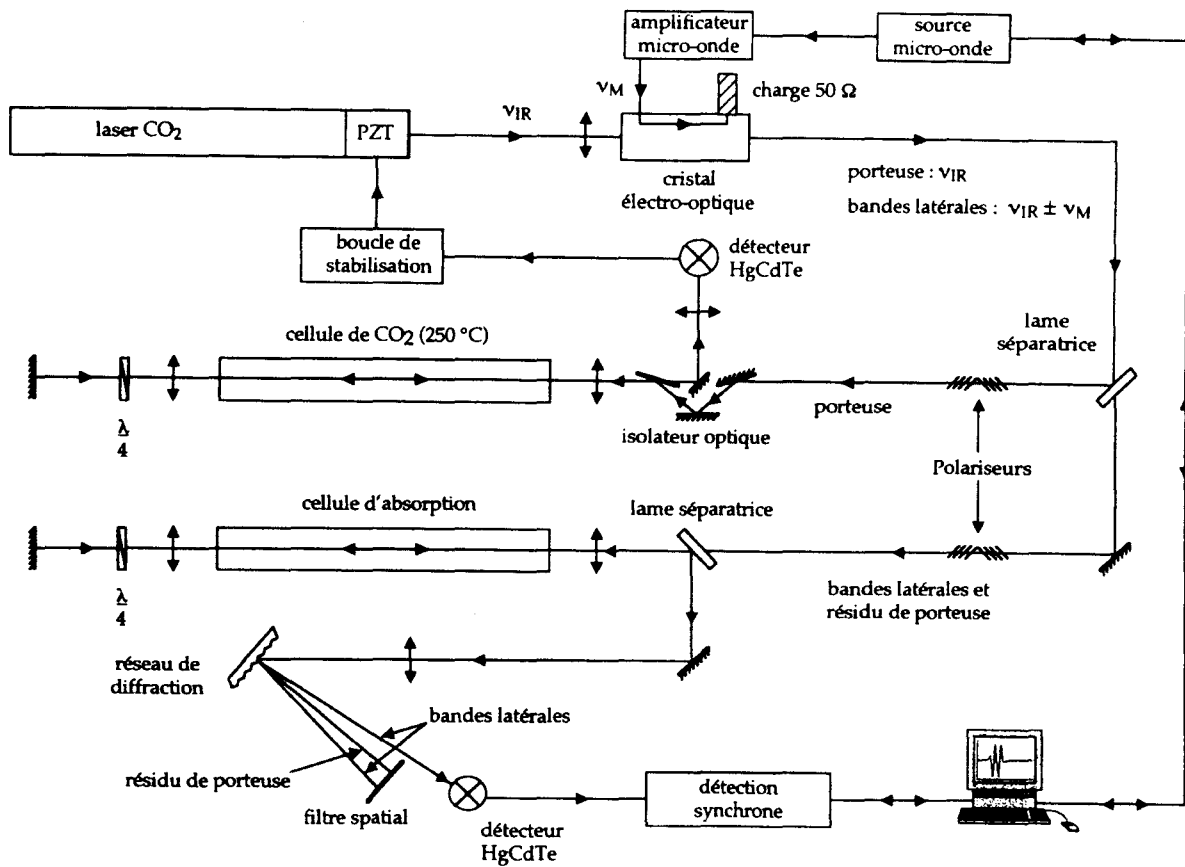 amplificateur
micro-onde
source
micro-onde
νM
charge 50 Ω
laser CO2
PZT
νIR
cristal
électro-optique
porteuse : νIR
bandes latérales : νIR ± νM
boucle de
stabilisation
détecteur
HgCdTe
lame
séparatrice
cellule de CO2 (250 °C)
λ
4
porteuse
isolateur optique
Polariseurs
cellule d'absorption
lame séparatrice
λ
4
bandes latérales et
résidu de porteuse
réseau de
diffraction
bandes latérales
résidu de porteuse
filtre spatial
détecteur
HgCdTe
détection
synchrone